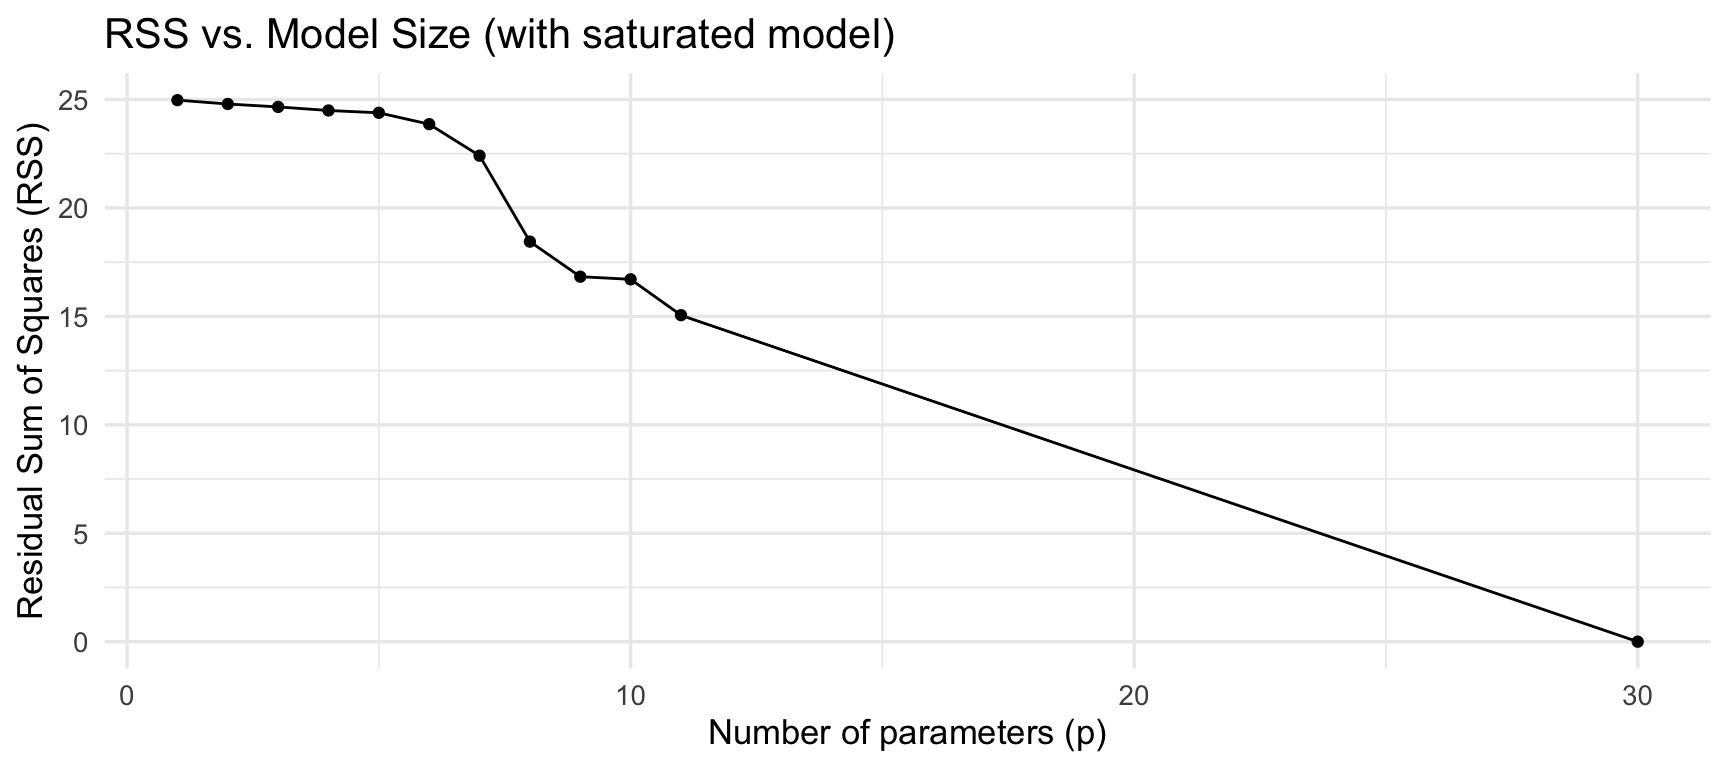 RSS vs. Model Size (with saturated model)
Residual Sum of Squares (RSS)
25
20
15
10
5
0
0 10 20 30
Number of parameters (p)